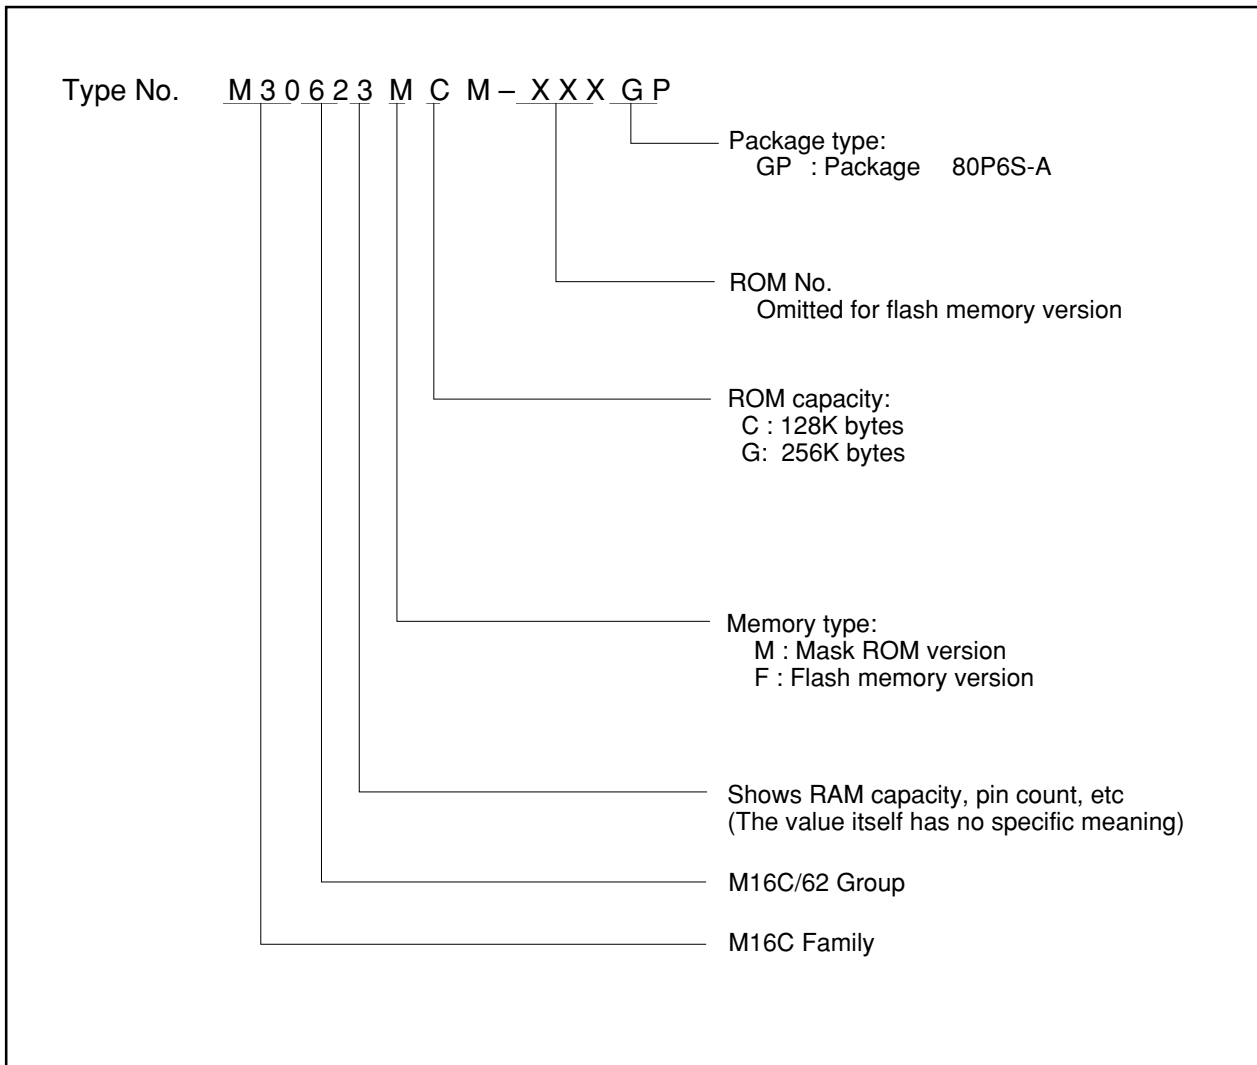 Type No. M 3 0 6 2 3 M C M – X X X G P
Package type:
GP : Package 80P6S-A
ROM No.
Omitted for flash memory version
ROM capacity:
C : 128K bytes
G: 256K bytes
Memory type:
M : Mask ROM version
F : Flash memory version
Shows RAM capacity, pin count, etc
(The value itself has no specific meaning)
M16C/62 Group
M16C Family